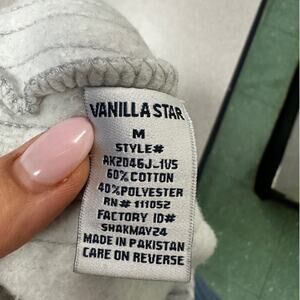 VANILLA STAR
M
STYLE#
AK2046J-1V5
60% COTTON
40% POLYESTER
RN# 111052
FACTORY ID#
SHAKMAY24
MADE IN PAKISTAN
CARE ON REVERSE